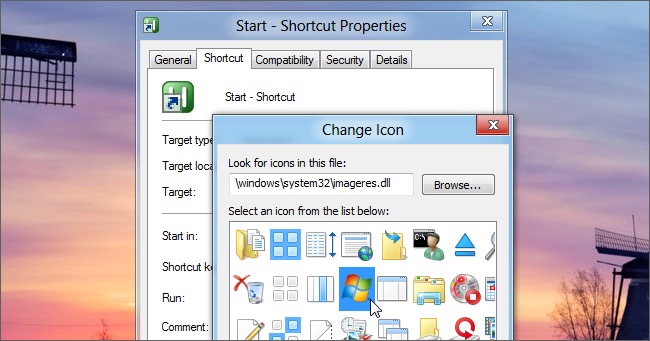 Start - Shortcut Properties
General Shortcut Compatibility Security Details
Start - Shortcut
Target type
Target loca
Target:
Start in:
Shortcut ke
Run:
Comment:
Change Icon
Look for icons in this file:
\windows\system32\imageres.dll
Browse...
Select an icon from the list below:
C:\